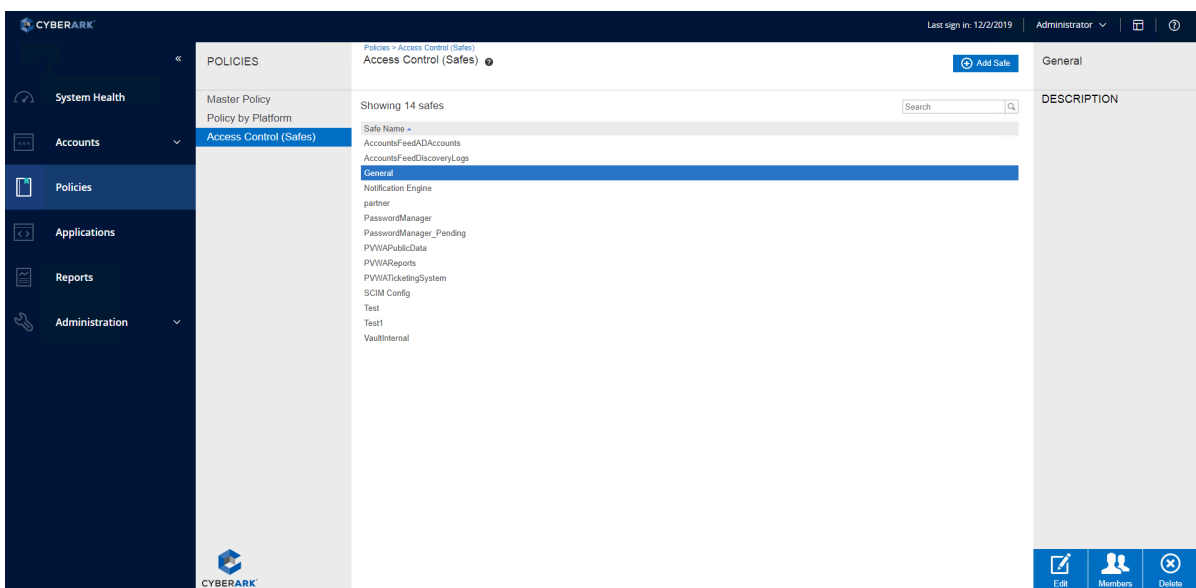 CYBERARK
Last sign in: 12/2/2019
Administrator
«
System Health
Accounts
Policies
Applications
Reports
Administration
POLICIES
Master Policy
Policy by Platform
Access Control (Safes)
CYBERARK
Policies > Access Control (Safes)
Access Control (Safes)
Add Safe
Showing 14 safes
Search
Safe Name
AccountsFeedADAccounts
AccountsFeedDiscoveryLogs
General
Notification Engine
partner
PasswordManager
PasswordManager_Pending
PVWAPublicData
PVWAReports
PVWATicketingSystem
SCIM Config
Test
Test1
VaultInternal
General
DESCRIPTION
Edit
Members
Delete